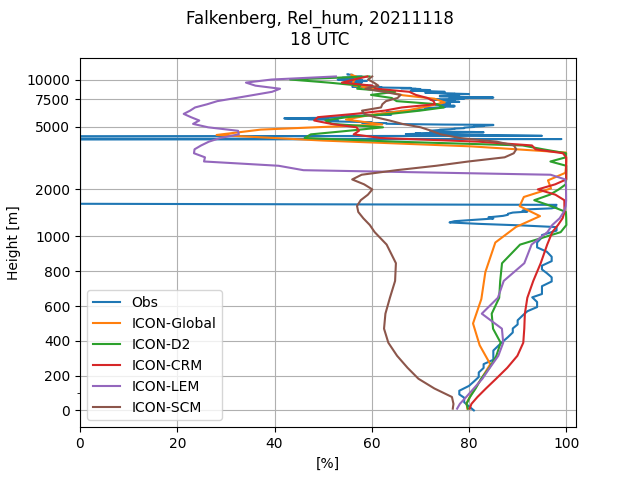 Falkenberg, Rel_hum, 20211118
18 UTC
10000
7500
5000
2000
1000
800
600
400
200
0
Height [m]
Obs
ICON-Global
ICON-D2
ICON-CRM
ICON-LEM
ICON-SCM
0 20 40 60 80 100
[%]